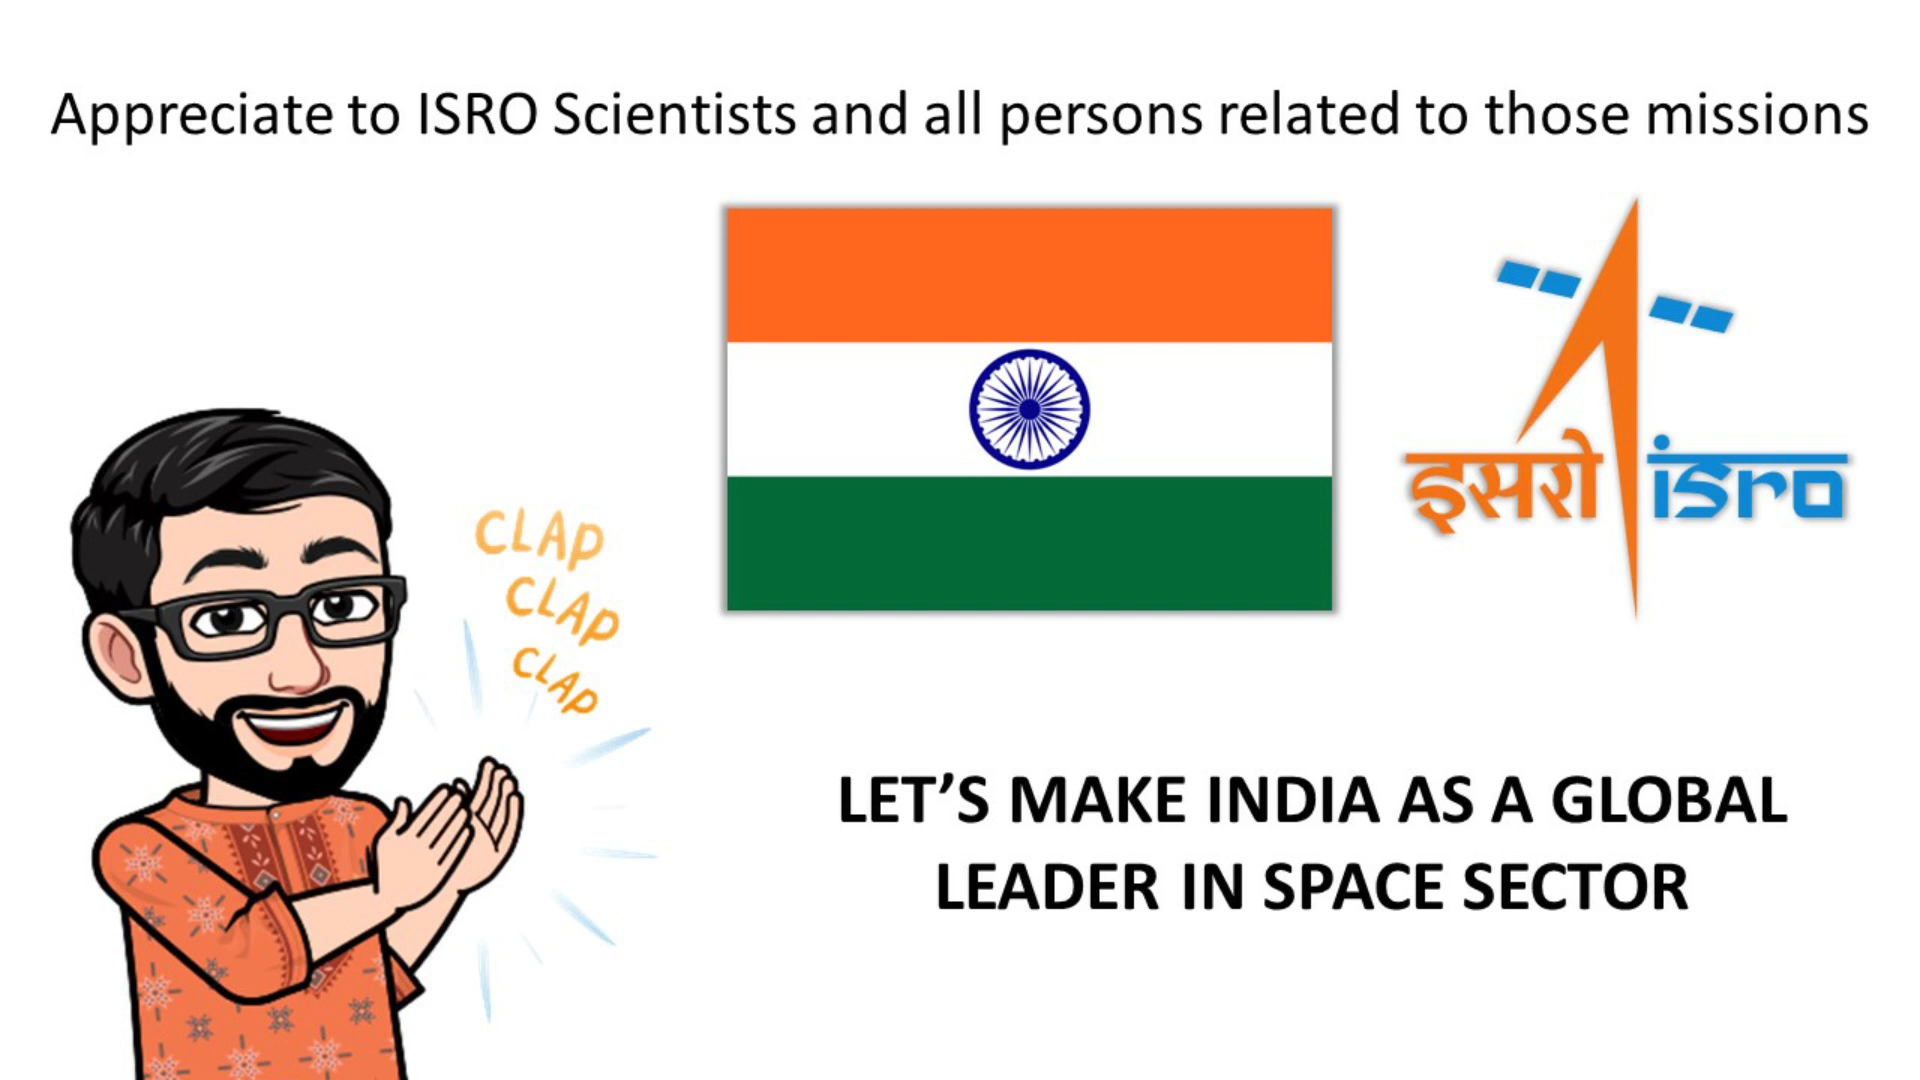 Appreciate to ISRO Scientists and all persons related to those missions
इसरो isro
CLAP
CLAP
CLAP
LET’S MAKE INDIA AS A GLOBAL
LEADER IN SPACE SECTOR